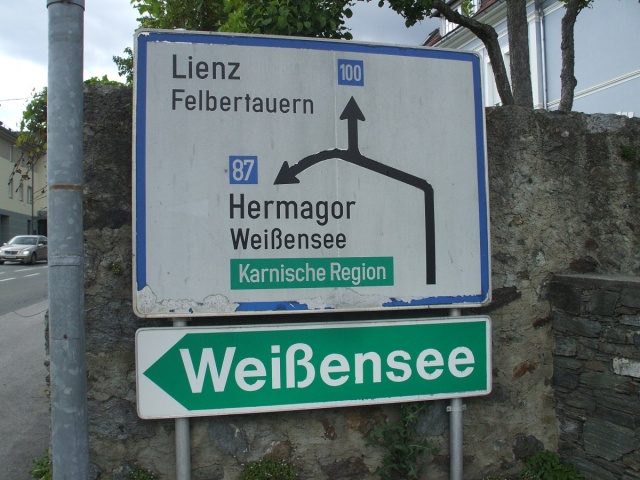 Lienz
Felbertauern
100
87
Hermagor
Weißensee
Karnische Region
Weißensee